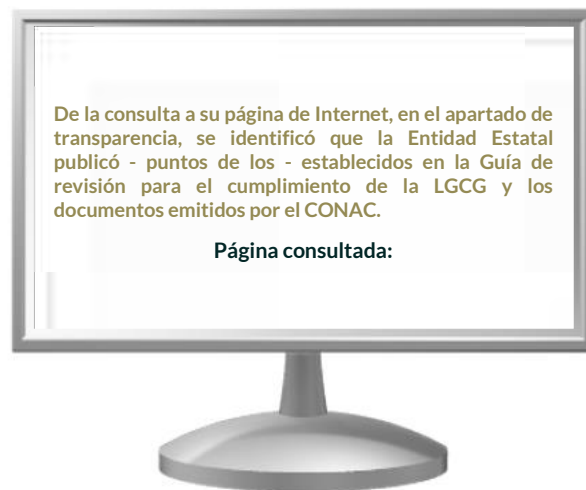 De la consulta a su página de Internet, en el apartado de
transparencia, se identificó que la Entidad Estatal
publicó - puntos de los - establecidos en la Guía de
revisión para el cumplimiento de la LGCG y los
documentos emitidos por el CONAC.
Página consultada: